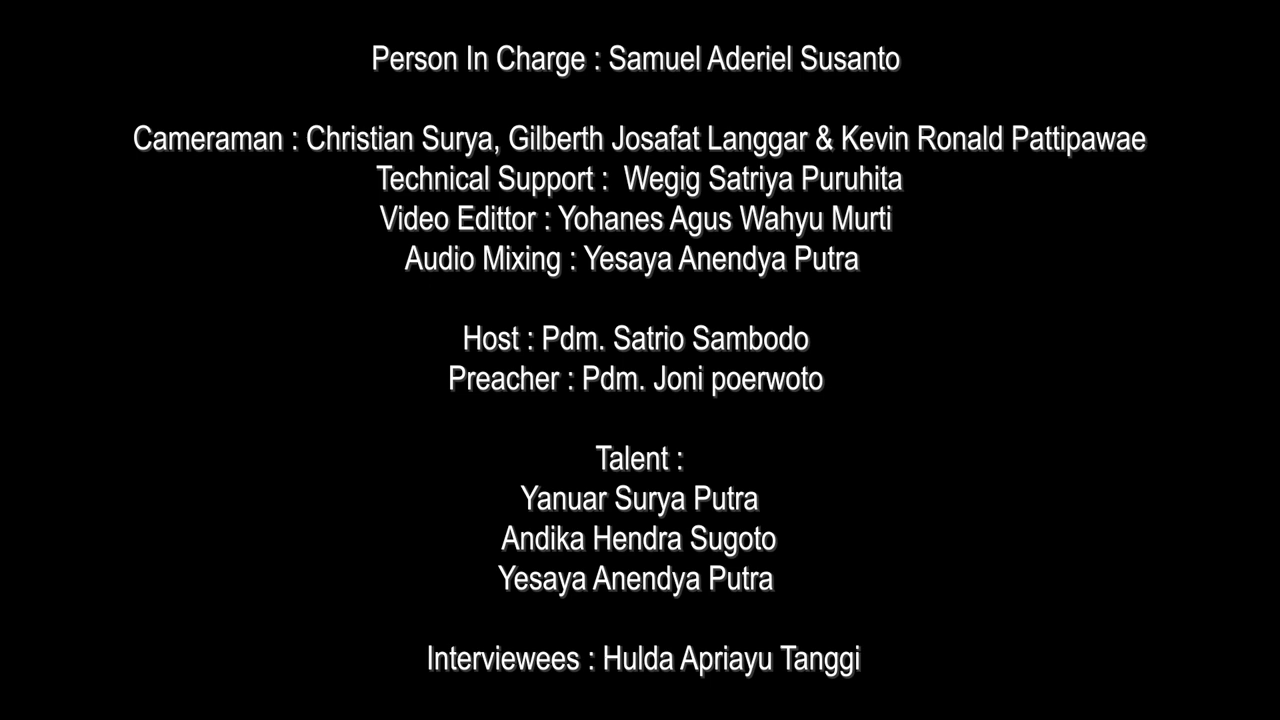 Person In Charge : Samuel Aderiel Susanto
Cameraman : Christian Surya, Gilberth Josafat Langgar & Kevin Ronald Pattipawae
Technical Support :  Wegig Satriya Puruhita
Video Edittor : Yohanes Agus Wahyu Murti
Audio Mixing : Yesaya Anendya Putra
Host : Pdm. Satrio Sambodo
Preacher : Pdm. Joni poerwoto
Talent :
Yanuar Surya Putra
Andika Hendra Sugoto
Yesaya Anendya Putra
Interviewees : Hulda Apriayu Tanggi